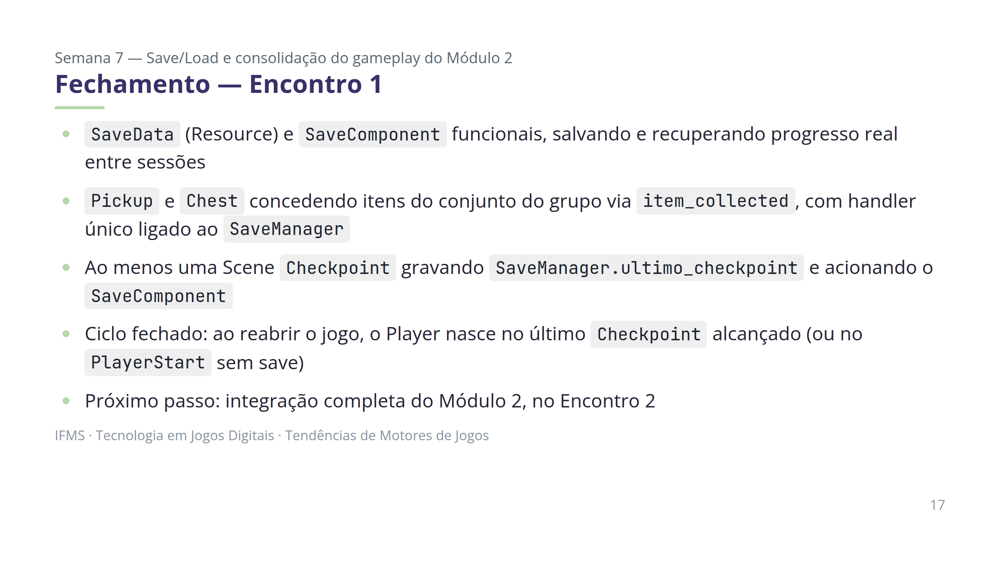 Semana 7 — Save/Load e consolidação do gameplay do Módulo 2
Fechamento — Encontro 1
SaveData (Resource) e SaveComponent funcionais, salvando e recuperando progresso real
entre sessões
Pickup e Chest concedendo itens do conjunto do grupo via item_collected, com handler
único ligado ao SaveManager
Ao menos uma Scene Checkpoint gravando SaveManager.ultimo_checkpoint e acionando o
SaveComponent
Ciclo fechado: ao reabrir o jogo, o Player nasce no último Checkpoint alcançado (ou no
PlayerStart sem save)
Próximo passo: integração completa do Módulo 2, no Encontro 2
IFMS · Tecnologia em Jogos Digitais · Tendências de Motores de Jogos
17